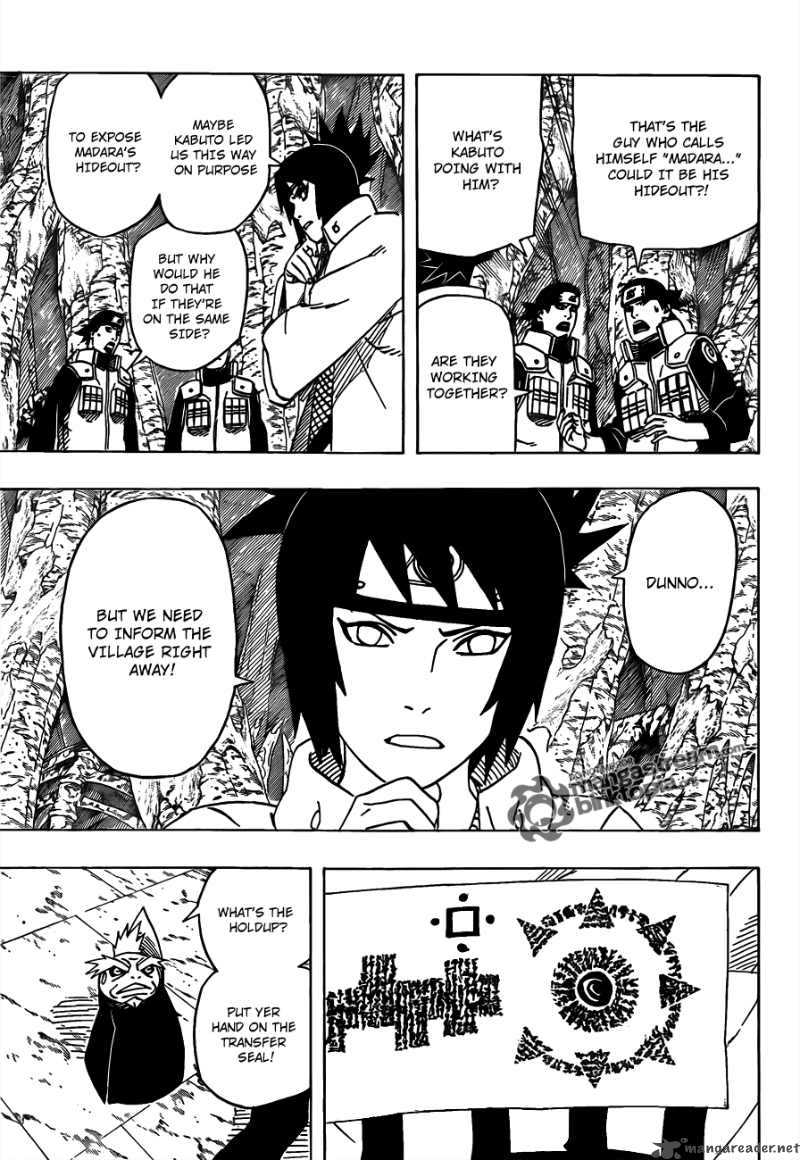 THAT'S THE
GUY WHO CALLS
HIMSELF "MADARA..."
COULD IT BE HIS
HIDEOUT?!
WHAT'S
KABUTO
DOING WITH
HIM?
ARE THEY
WORKING
TOGETHER?
MAYBE
KABUTO LED
US THIS WAY
ON PURPOSE
TO EXPOSE
MADARA'S
HIDEOUT?
BUT WHY
WOULD HE
DO THAT
IF THEY'RE
ON THE SAME
SIDE?
DUNNO...
BUT WE NEED
TO INFORM THE
VILLAGE RIGHT
AWAY!
mangastream.com
binktopia
WHAT'S THE
HOLDUP?
PUT YER
HAND ON THE
TRANSFER
SEAL!
mangareader.net